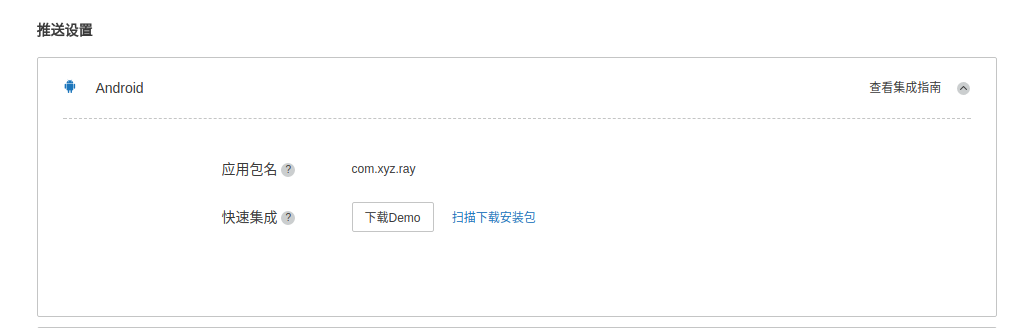 推送设置
Android 查看集成指南
应用包名 ? com.xyz.ray
快速集成 ? 下载Demo 扫描下载安装包